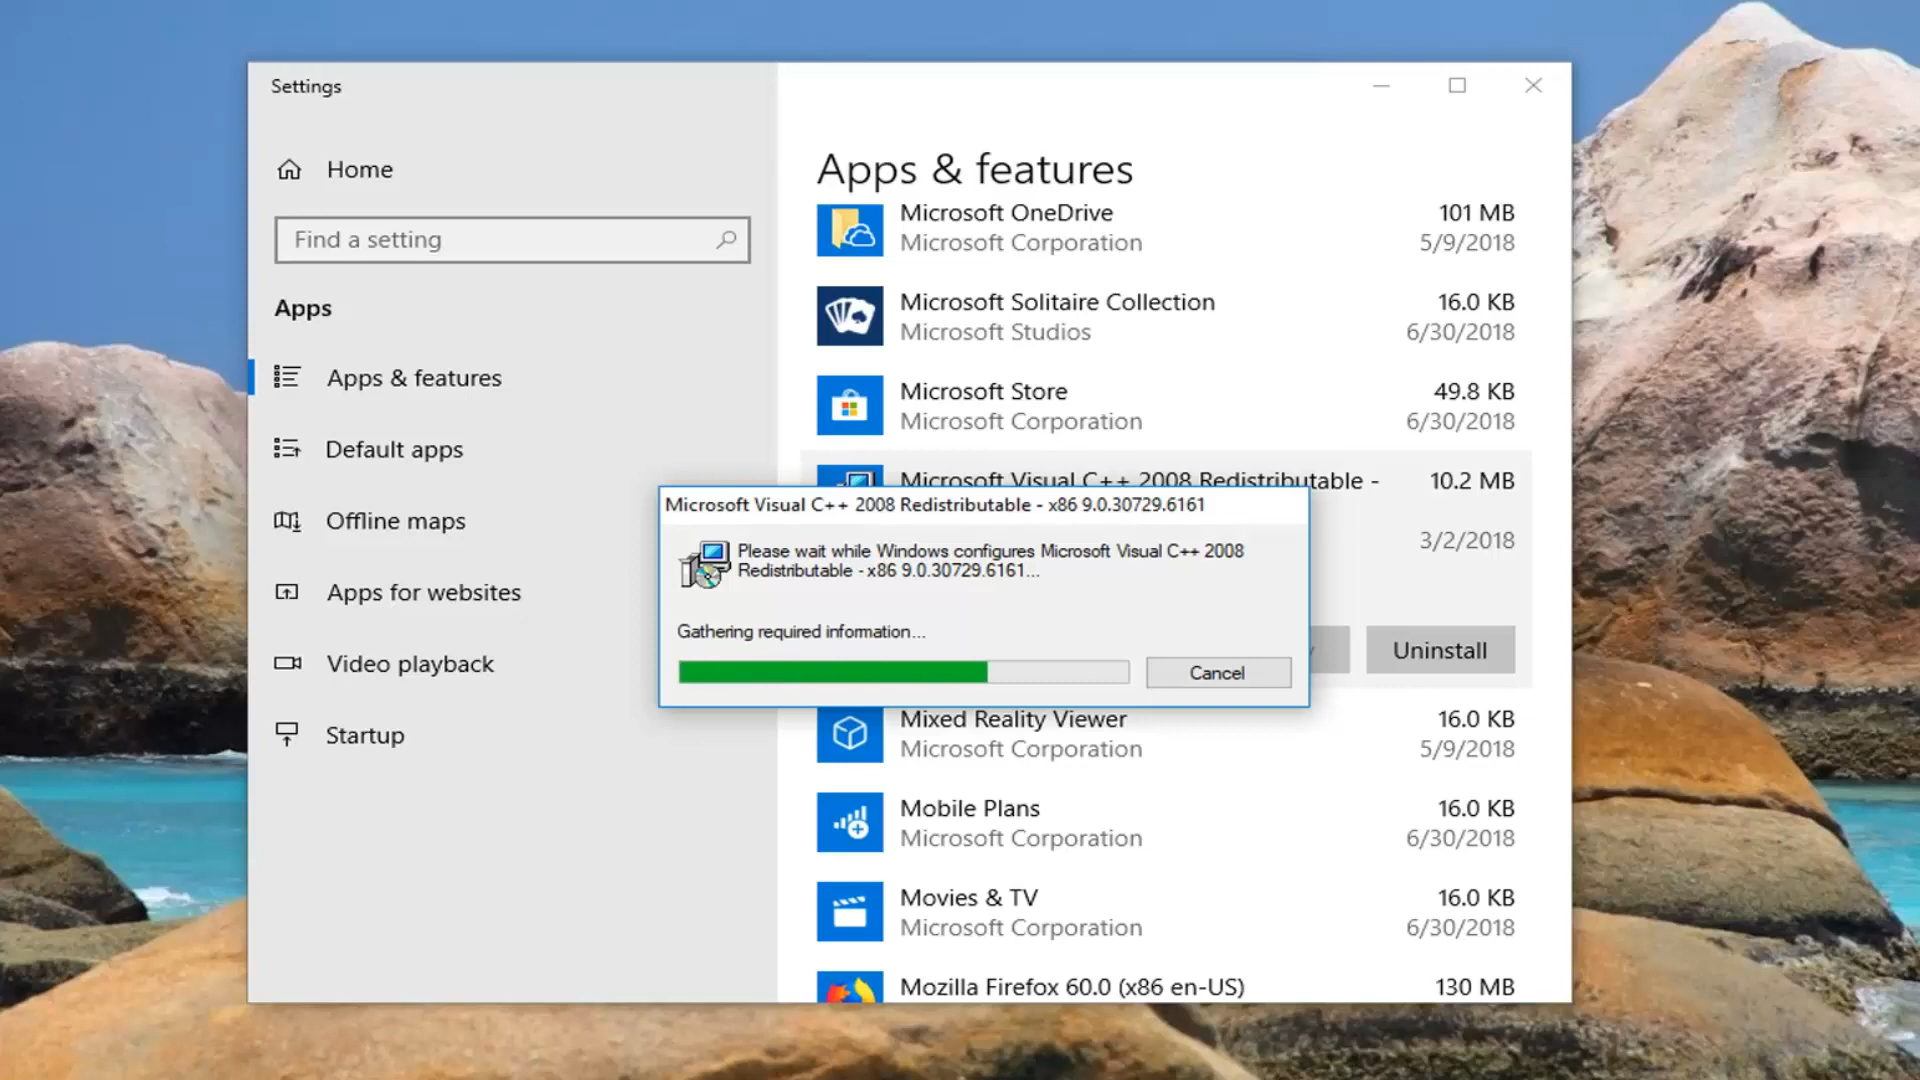 Settings
Home
Find a setting
Apps
Apps & features
Default apps
Offline maps
Apps for websites
Video playback
Startup
Apps & features
Microsoft OneDrive 101 MB
Microsoft Corporation 5/9/2018
Microsoft Solitaire Collection 16.0 KB
Microsoft Studios 6/30/2018
Microsoft Store 49.8 KB
Microsoft Corporation 6/30/2018
Microsoft Visual C++ 2008 Redistributable - 10.2 MB
3/2/2018
Uninstall
Microsoft Visual C++ 2008 Redistributable - x86 9.0.30729.6161
Please wait while Windows configures Microsoft Visual C++ 2008
Redistributable - x86 9.0.30729.6161...
Gathering required information...
Cancel
Mixed Reality Viewer 16.0 KB
Microsoft Corporation 5/9/2018
Mobile Plans 16.0 KB
Microsoft Corporation 6/30/2018
Movies & TV 16.0 KB
Microsoft Corporation 6/30/2018
Mozilla Firefox 60.0 (x86 en-US) 130 MB